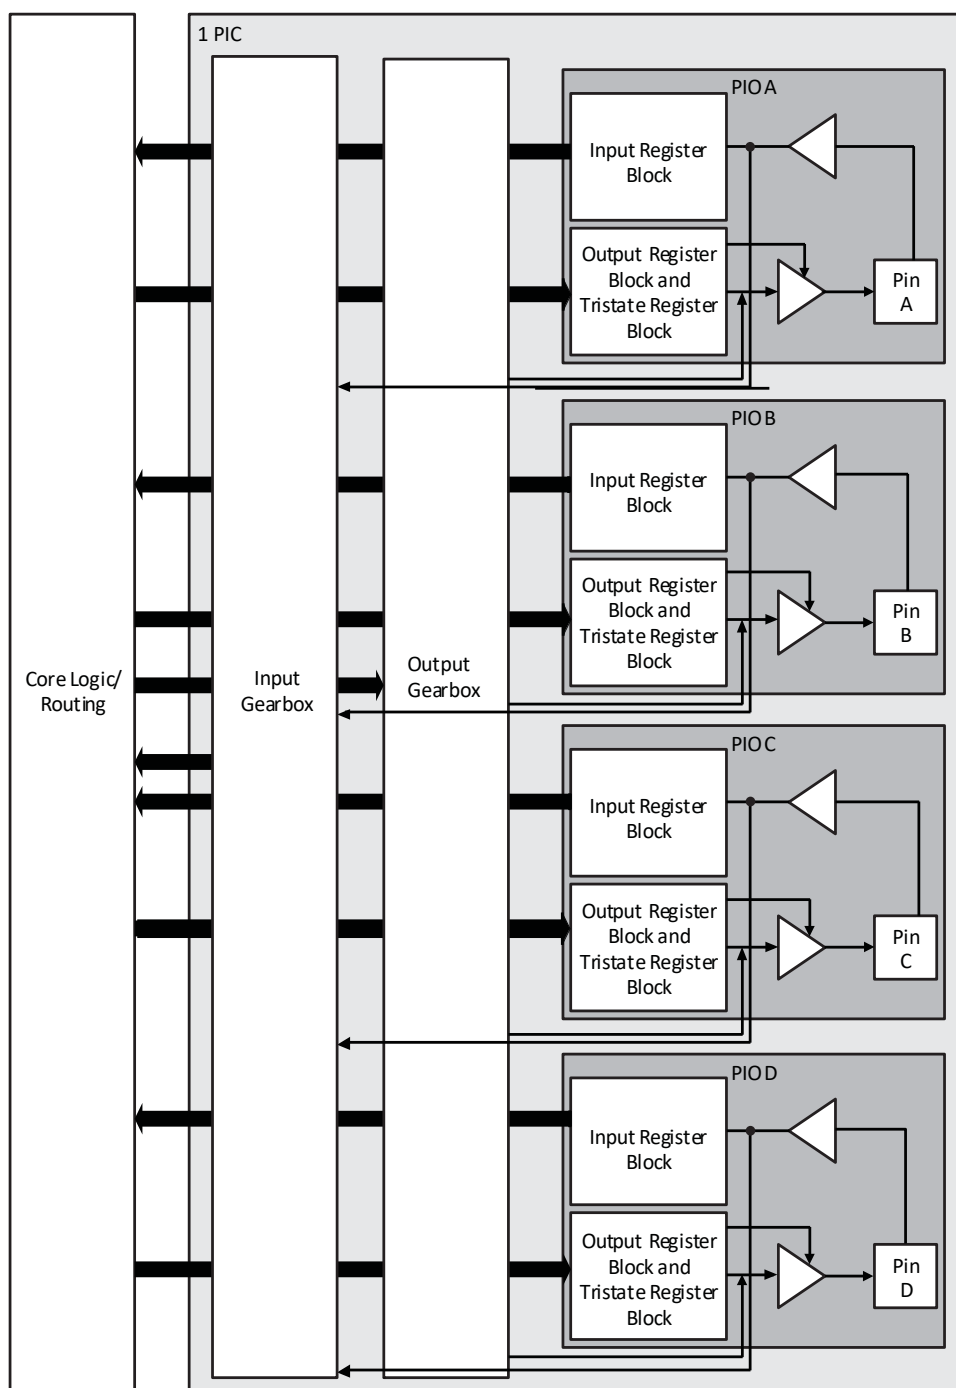 1 PIC
PIO A
Input Register
Block
Output Register
Block and
Tristate Register
Block
Pin
A
PIO B
Input Register
Block
Output Register
Block and
Tristate Register
Block
Pin
B
Core Logic/
Routing
Input
Gearbox
Output
Gearbox
PIO C
Input Register
Block
Output Register
Block and
Tristate Register
Block
Pin
C
PIO D
Input Register
Block
Output Register
Block and
Tristate Register
Block
Pin
D